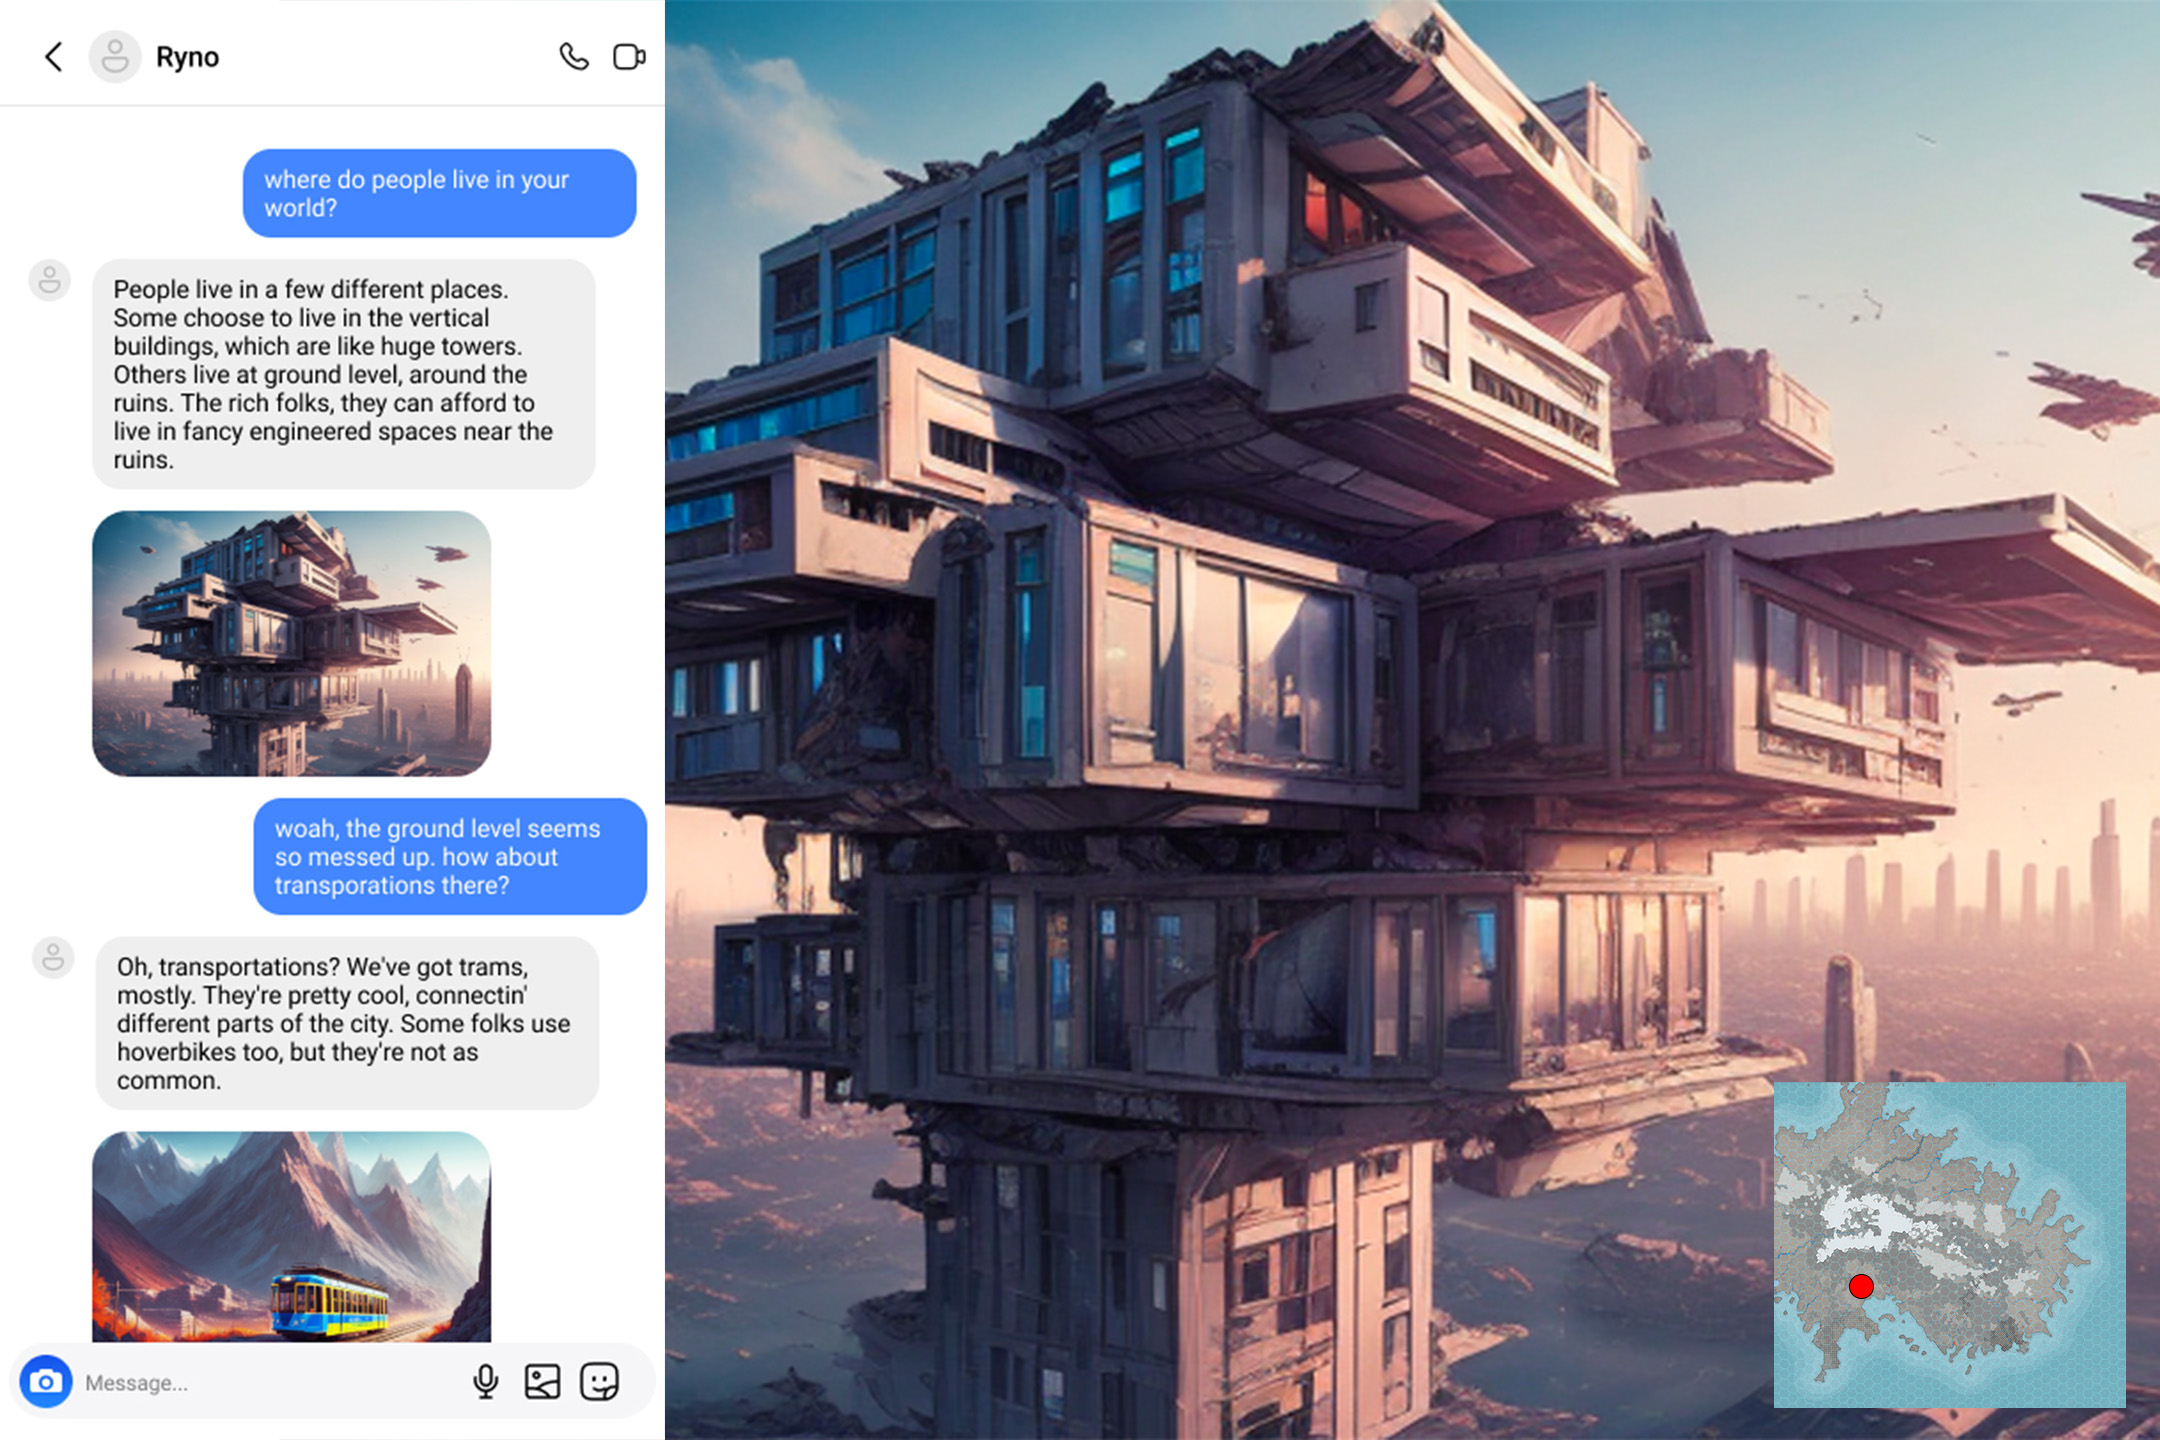 Ryno
where do people live in your
world?
People live in a few different places.
Some choose to live in the vertical
buildings, which are like huge towers.
Others live at ground level, around the
ruins. The rich folks, they can afford to
live in fancy engineered spaces near the
ruins.
woah, the ground level seems
so messed up. how about
transporations there?
Oh, transportations? We've got trams,
mostly. They're pretty cool, connectin'
different parts of the city. Some folks use
hoverbikes too, but they're not as
common.
Message...